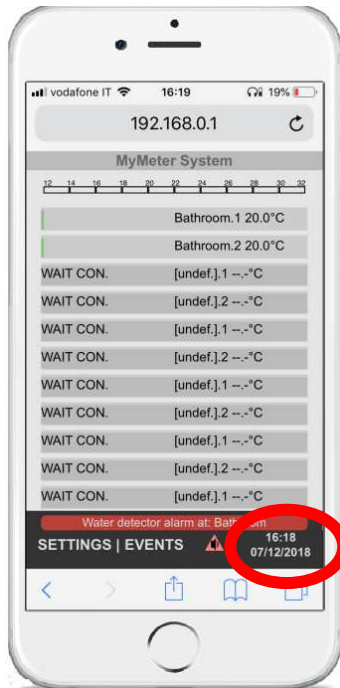 vodafone IT 16:19 19%
192.168.0.1
MyMeter System
12 14 16 18 20 22 24 26 28 30 32
Bathroom.1 20.0°C
Bathroom.2 20.0°C
WAIT CON. [undef.].1 --.-°C
WAIT CON. [undef.].2 --.-°C
WAIT CON. [undef.].1 --.-°C
WAIT CON. [undef.].2 --.-°C
WAIT CON. [undef.].1 --.-°C
WAIT CON. [undef.].2 --.-°C
WAIT CON. [undef.].1 --.-°C
WAIT CON. [undef.].2 --.-°C
WAIT CON. [undef.].1 --.-°C
Water detector alarm at: Bathroom
SETTINGS | EVENTS 16:18
07/12/2018